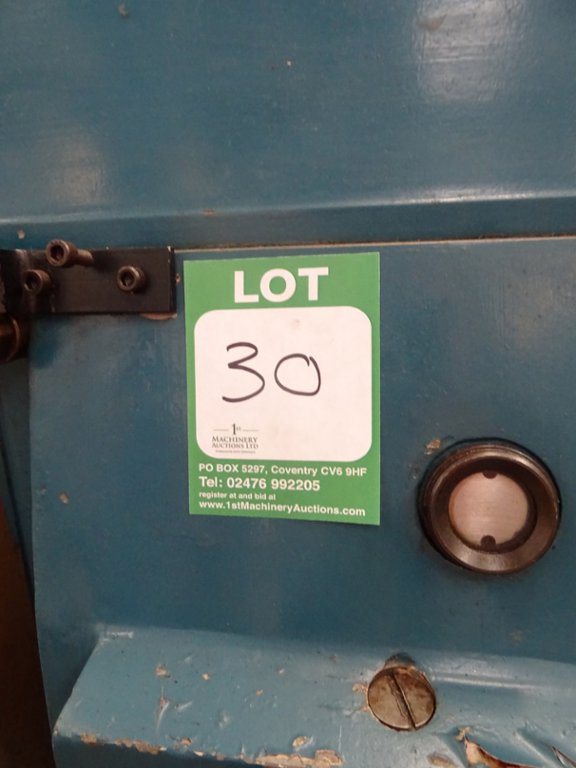 LOT
30
1st
MACHINERY
AUCTIONS LTD
PO BOX 5297, Coventry CV6 9HF
Tel: 02476 992205
register at and bid at
www.1stMachineryAuctions.com